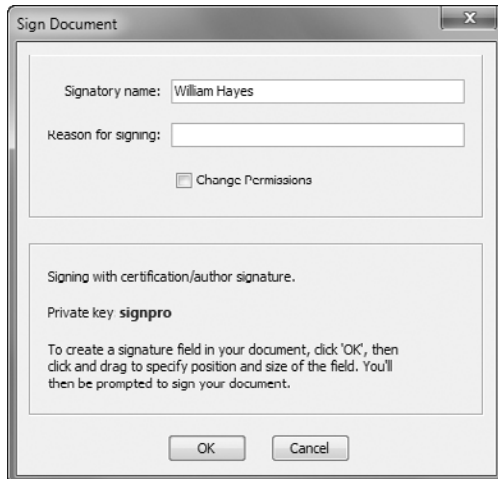 Sign Document
Signatory name: William Hayes
Reason for signing:
Change Permissions
Signing with certification/author signature.
Private key: signpro
To create a signature field in your document, click 'OK', then
click and drag to specify position and size of the field. You'll
then be prompted to sign your document.
OK Cancel